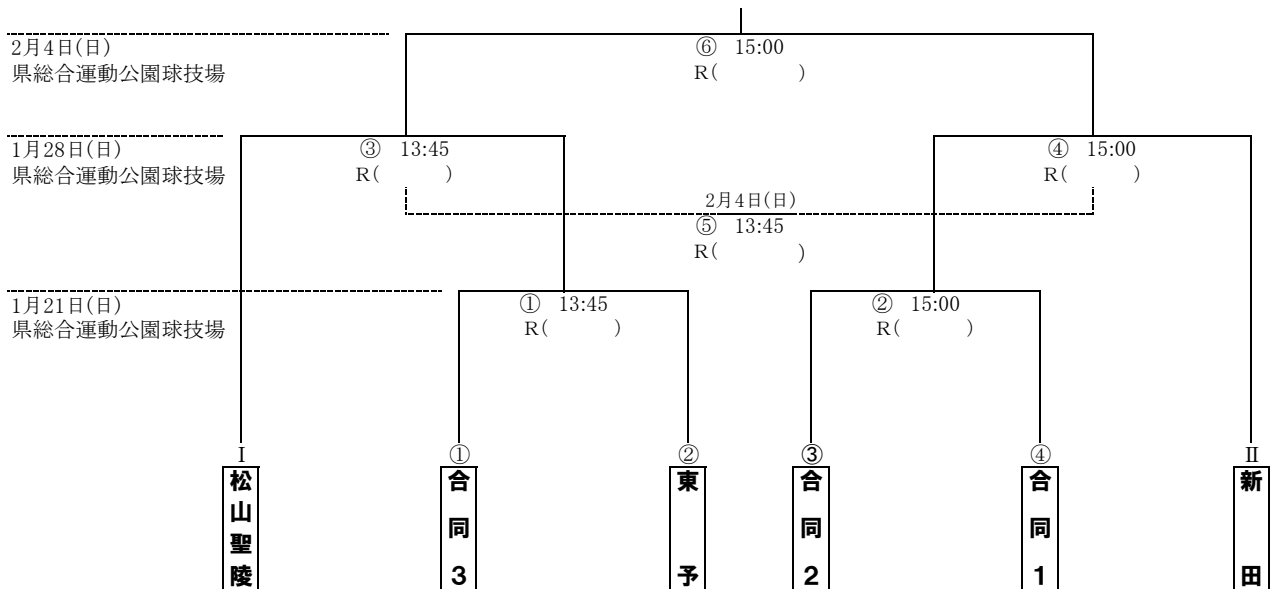 2月4日(日)
県総合運動公園球技場
⑥ 15:00
R( )
1月28日(日)
県総合運動公園球技場
③ 13:45
R( )
④ 15:00
R( )
2月4日(日)
⑤ 13:45
R( )
1月21日(日)
県総合運動公園球技場
① 13:45
R( )
② 15:00
R( )
Ⅰ
松山聖陵
①
合同3
②
東予
③
合同2
④
合同1
Ⅱ
新田